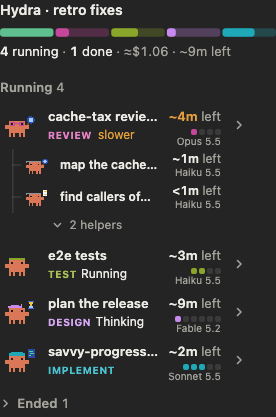 Hydra · retro fixes
4 running · 1 done · ≈$1.06 · ~9m left
Running 4
cache-tax revie... ~4m left
REVIEW slower Opus 5.5
map the cache... ~1m left
Haiku 5.5
find callers of... <1m left
Haiku 5.5
2 helpers
e2e tests ~3m left
TEST Running Haiku 5.5
plan the release ~9m left
DESIGN Thinking Fable 5.2
savvy-progress... ~2m left
IMPLEMENT Sonnet 5.5
Ended 1